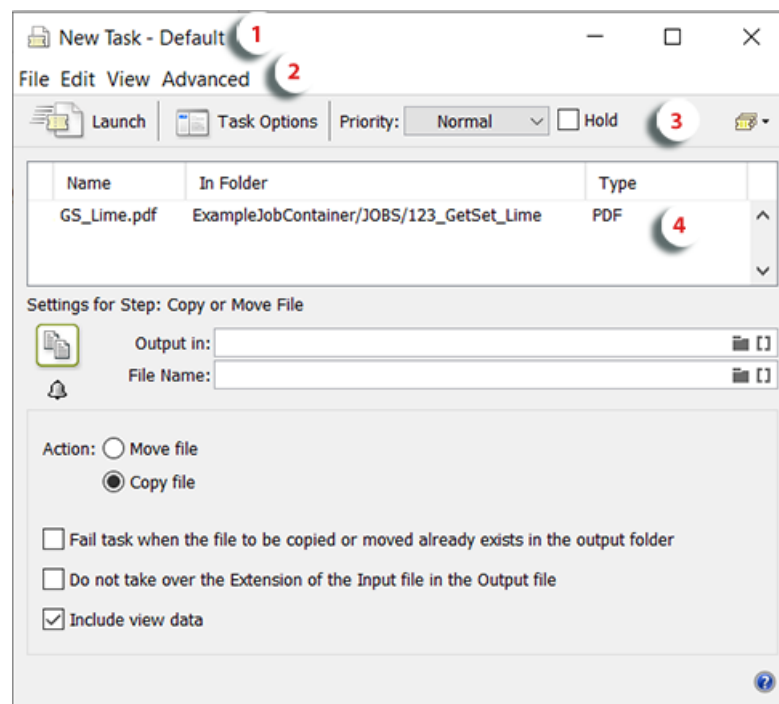 New Task - Default 1
File Edit View Advanced 2
Launch Task Options Priority: Normal Hold 3
Name In Folder Type
GS_Lime.pdf ExampleJobContainer/JOBS/123_GetSet_Lime PDF 4
Settings for Step: Copy or Move File
Output in: []
File Name: []
Action: Move file
Copy file
Fail task when the file to be copied or moved already exists in the output folder
Do not take over the Extension of the Input file in the Output file
Include view data
?